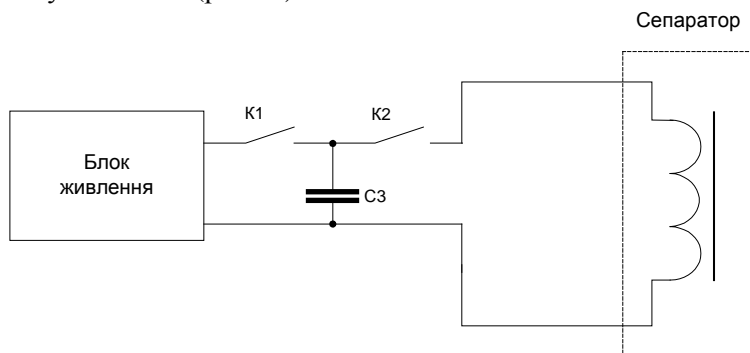 Сепаратор
К1
К2
Блок
живлення
С3